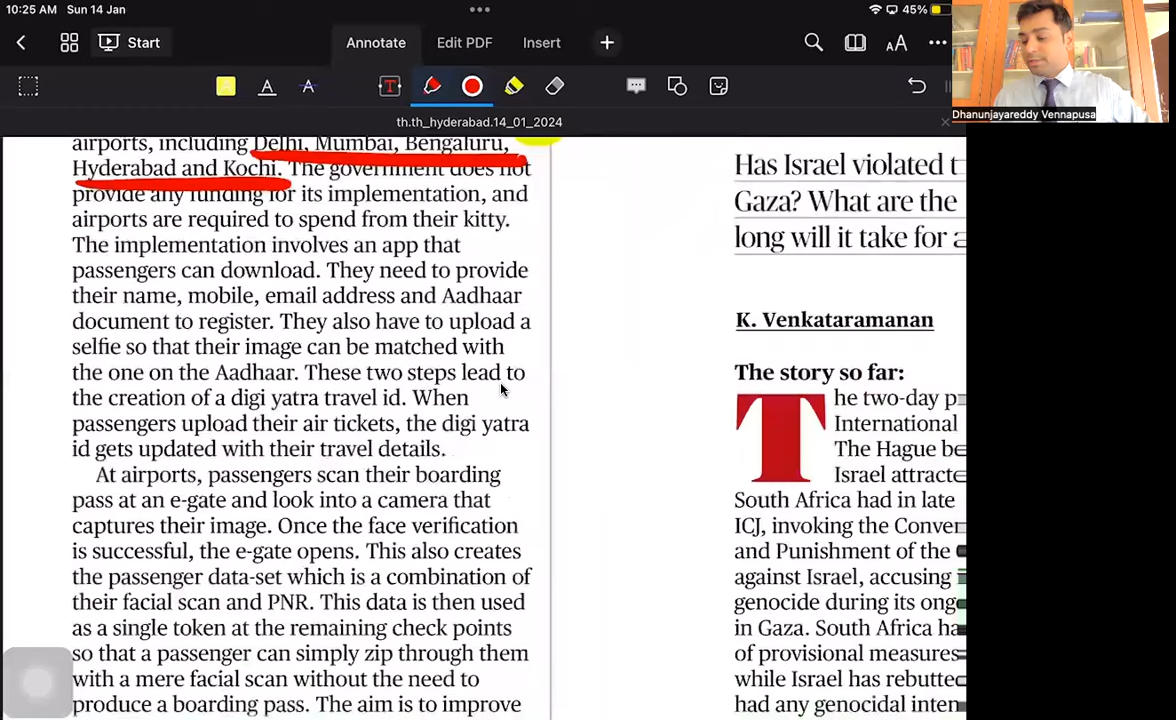 10:25 AM Sun 14 Jan
45%
Start
Annotate
Edit PDF
Insert
T
A
A
AA
th.th_hyderabad.14_01_2024
Dhanunjayareddy Vennapusa
airports, including Delhi, Mumbai, Bengaluru,
Hyderabad and Kochi. The government does not
provide any funding for its implementation, and
airports are required to spend from their kitty.
The implementation involves an app that
passengers can download. They need to provide
their name, mobile, email address and Aadhaar
document to register. They also have to upload a
selfie so that their image can be matched with
the one on the Aadhaar. These two steps lead to
the creation of a digi yatra travel id. When
passengers upload their air tickets, the digi yatra
id gets updated with their travel details.
At airports, passengers scan their boarding
pass at an e-gate and look into a camera that
captures their image. Once the face verification
is successful, the e-gate opens. This also creates
the passenger data-set which is a combination of
their facial scan and PNR. This data is then used
as a single token at the remaining check points
so that a passenger can simply zip through them
with a mere facial scan without the need to
produce a boarding pass. The aim is to improve
Has Israel violated
Gaza? What are the
long will it take for
K. Venkataramanan
The story so far:
The two-day
International
The Hague
Israel
South Africa had in late
ICJ, invoking the
and Punishment of the
against Israel, accusing
genocide during its
in Gaza. South Africa
of provisional measures
while Israel has
had any genocidal